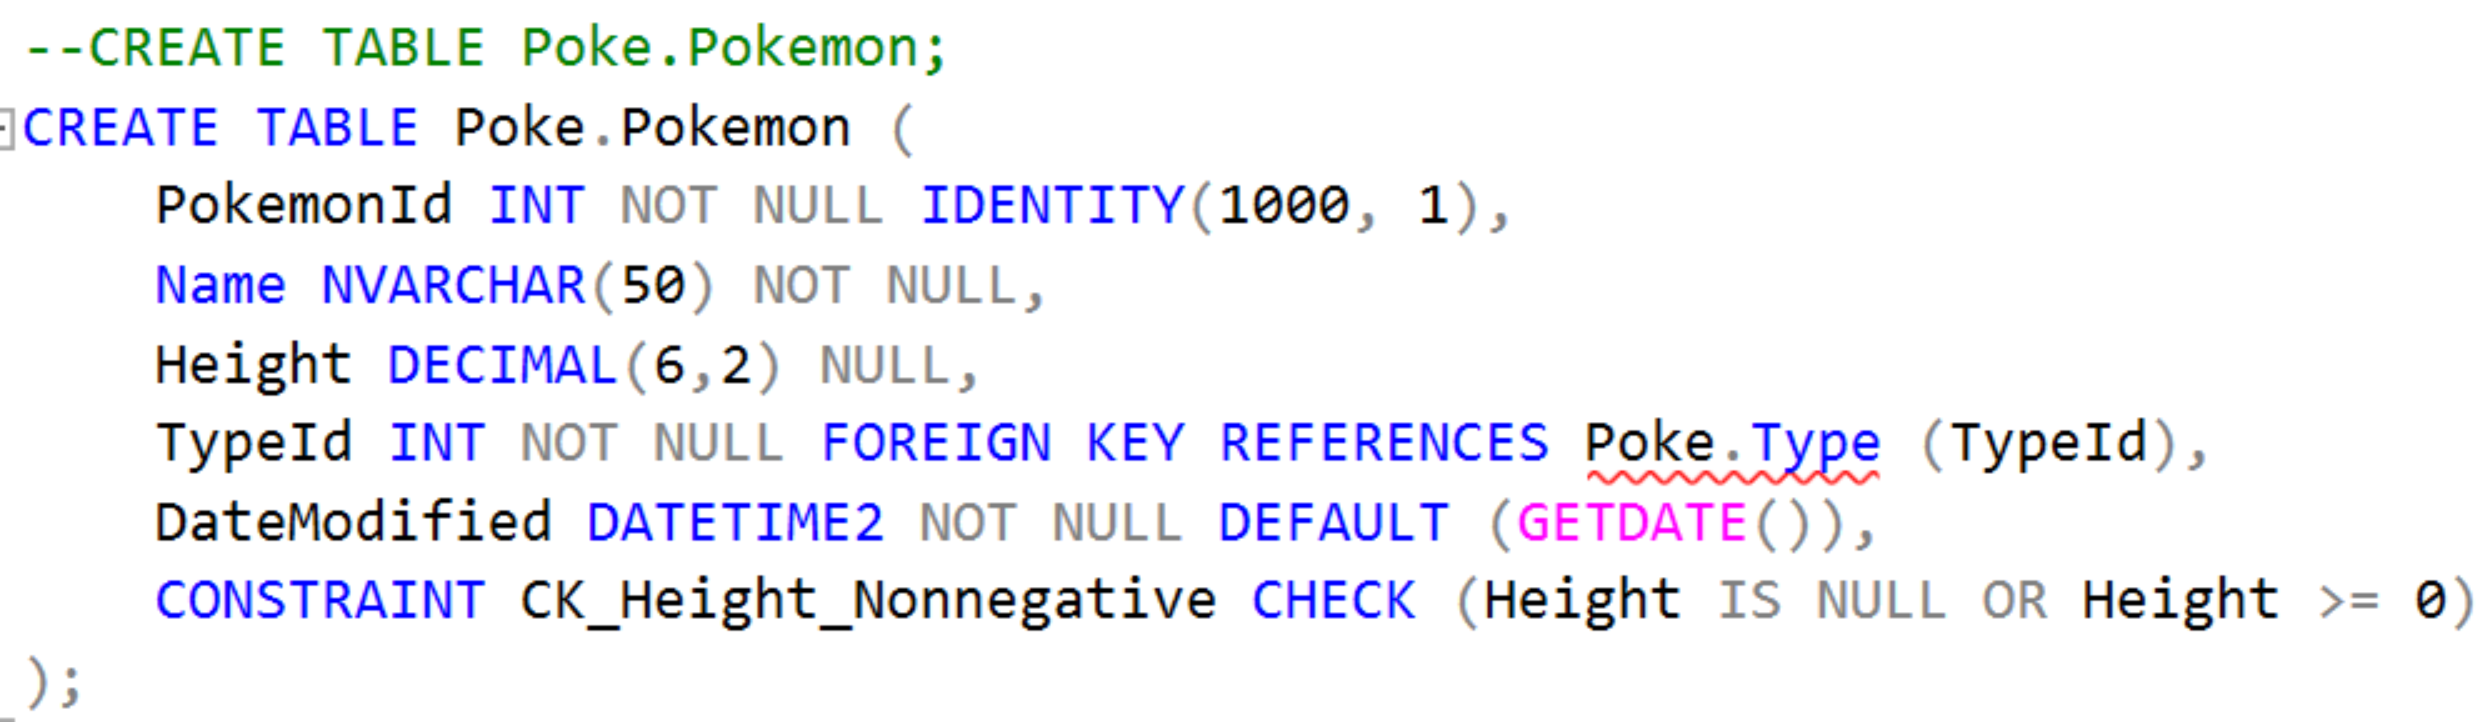 --CREATE TABLE Poke.Pokemon;
CREATE TABLE Poke.Pokemon (
    PokemonId INT NOT NULL IDENTITY(1000, 1),
    Name NVARCHAR(50) NOT NULL,
    Height DECIMAL(6,2) NULL,
    TypeId INT NOT NULL FOREIGN KEY REFERENCES Poke.Type (TypeId),
    DateModified DATETIME2 NOT NULL DEFAULT (GETDATE()),
    CONSTRAINT CK_Height_Nonnegative CHECK (Height IS NULL OR Height >= 0)
);